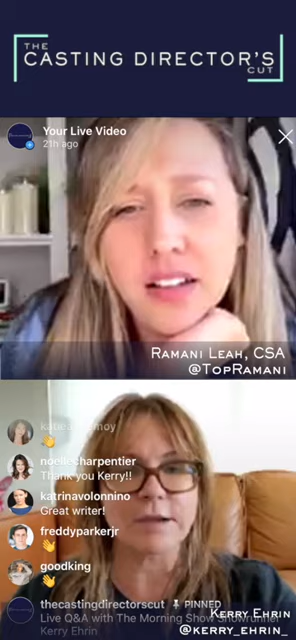 THE
CASTING DIRECTOR'S
CUT
Your Live Video
21h ago
RAMANI LEAH, CSA
@TOPRAMANI
noellecharpentier
Thank you Kerry!!
katrinavolonnino
Great writer!
freddyparkerjr
goodking
thecastingdirectorscut PINNED
Live Q&A with The Morning Show Showrunner
Kerry Ehrin
KERRY EHRIN
@KERRY_EHRIN